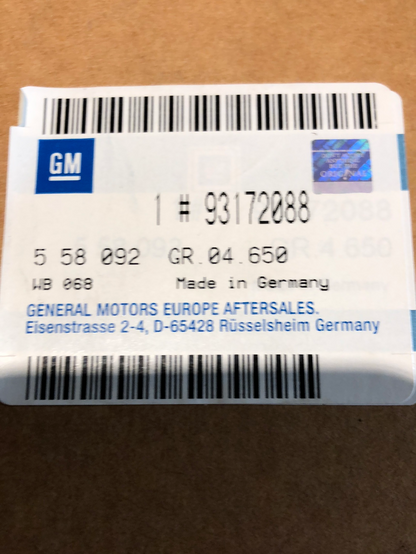 GM
ORIGINAL
1 # 93172088
5 58 092 GR.04.650
WB 068 Made in Germany
GENERAL MOTORS EUROPE AFTERSALES.
Eisenstrasse 2-4, D-65428 Rüsselsheim Germany